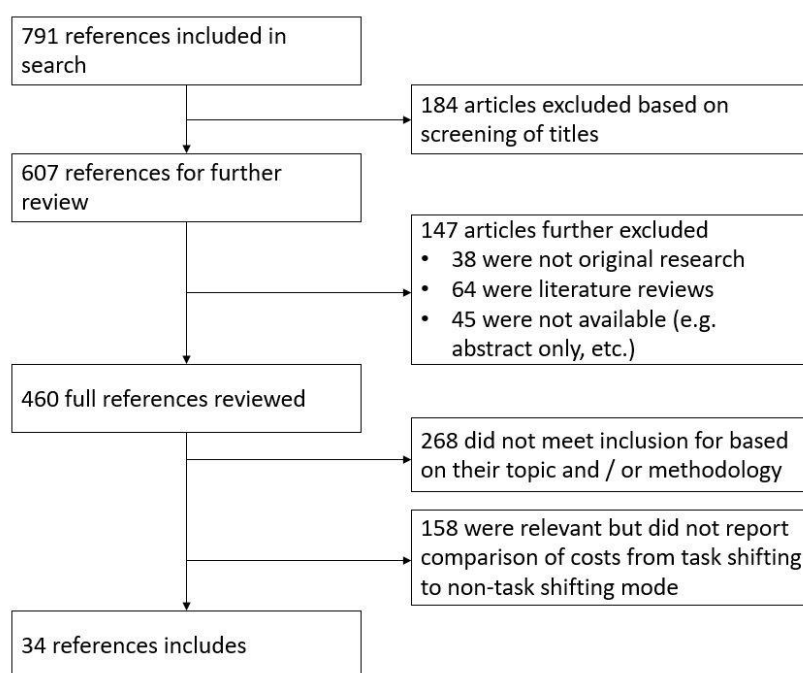 791 references included in
search
184 articles excluded based on
screening of titles
607 references for further
review
147 articles further excluded
• 38 were not original research
• 64 were literature reviews
• 45 were not available (e.g.
abstract only, etc.)
460 full references reviewed
268 did not meet inclusion for based
on their topic and / or methodology
158 were relevant but did not report
comparison of costs from task shifting
to non-task shifting mode
34 references includes